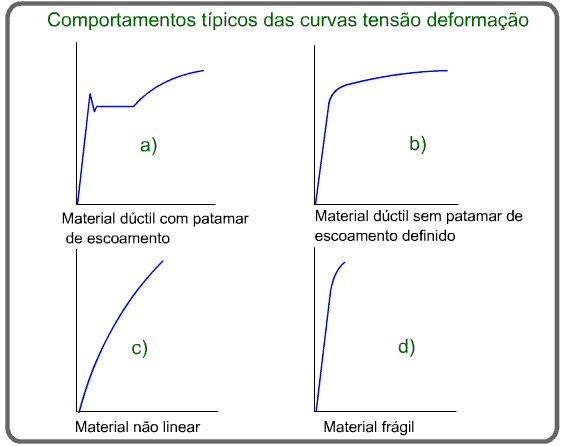 Comportamentos típicos das curvas tensão deformação
a)
b)
Material dúctil com patamar
de escoamento
Material dúctil sem patamar de
escoamento definido
c)
d)
Material não linear
Material frágil